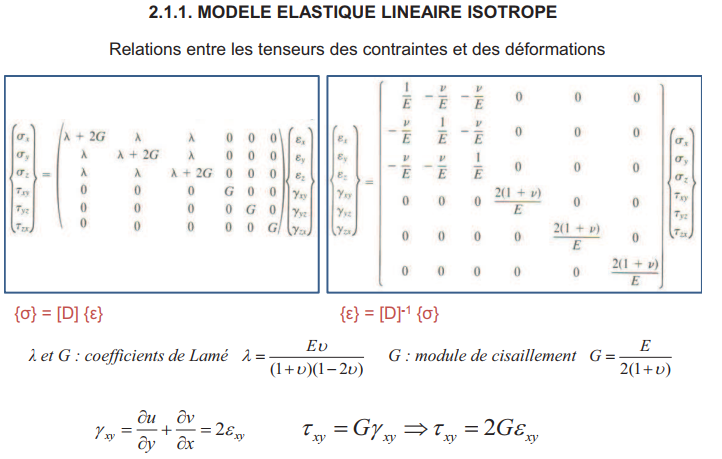 2.1.1. MODELE ELASTIQUE LINEAIRE ISOTROPE
Relations entre les tenseurs des contraintes et des déformations
{σx σy σz τxy τyz τzx} = (λ + 2G λ λ 0 0 0
λ λ + 2G λ 0 0 0
λ λ λ + 2G 0 0 0
0 0 0 G 0 0
0 0 0 0 G 0
0 0 0 0 0 G) {εx εy εz γxy γyz γzx}
{εx εy εz γxy γyz γzx} = [1/E -ν/E -ν/E 0 0 0
-ν/E 1/E -ν/E 0 0 0
-ν/E -ν/E 1/E 0 0 0
0 0 0 2(1 + ν)/E 0 0
0 0 0 0 2(1 + ν)/E 0
0 0 0 0 0 2(1 + ν)/E] {σx σy σz τxy τyz τzx}
{σ} = [D] {ε} {ε} = [D]-1 {σ}
λ et G : coefficients de Lamé λ = Eυ/((1+υ)(1-2υ)) G : module de cisaillement G = E/(2(1+υ))
γxy = ∂u/∂y + ∂v/∂x = 2εxy τxy = Gγxy ⇒ τxy = 2Gεxy